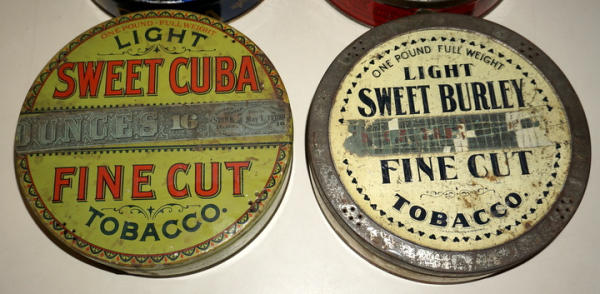 ONE POUND - FULL WEIGHT
LIGHT
SWEET CUBA
OUNCES 16
FINE CUT
LIGHT
TOBACCO.
ONE POUND FULL WEIGHT
LIGHT
SWEET BURLEY
FINE CUT
TOBACCO